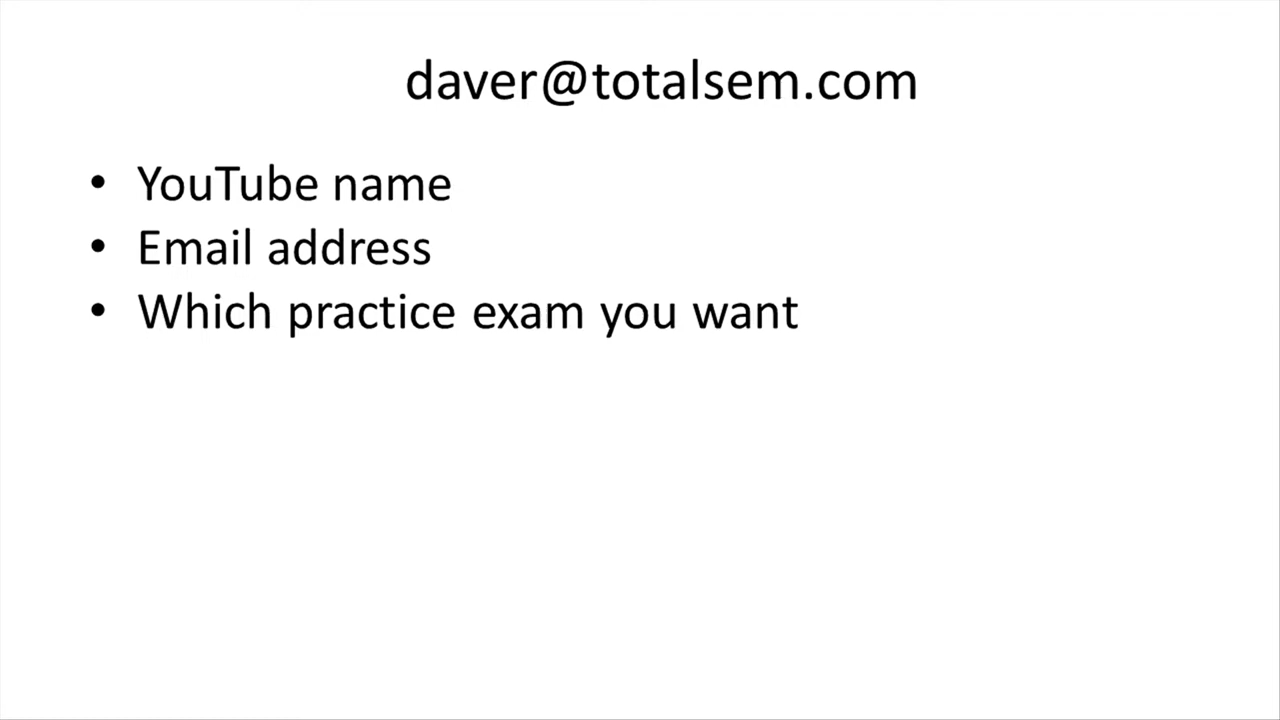 daver@totalsem.com
• YouTube name
• Email address
• Which practice exam you want